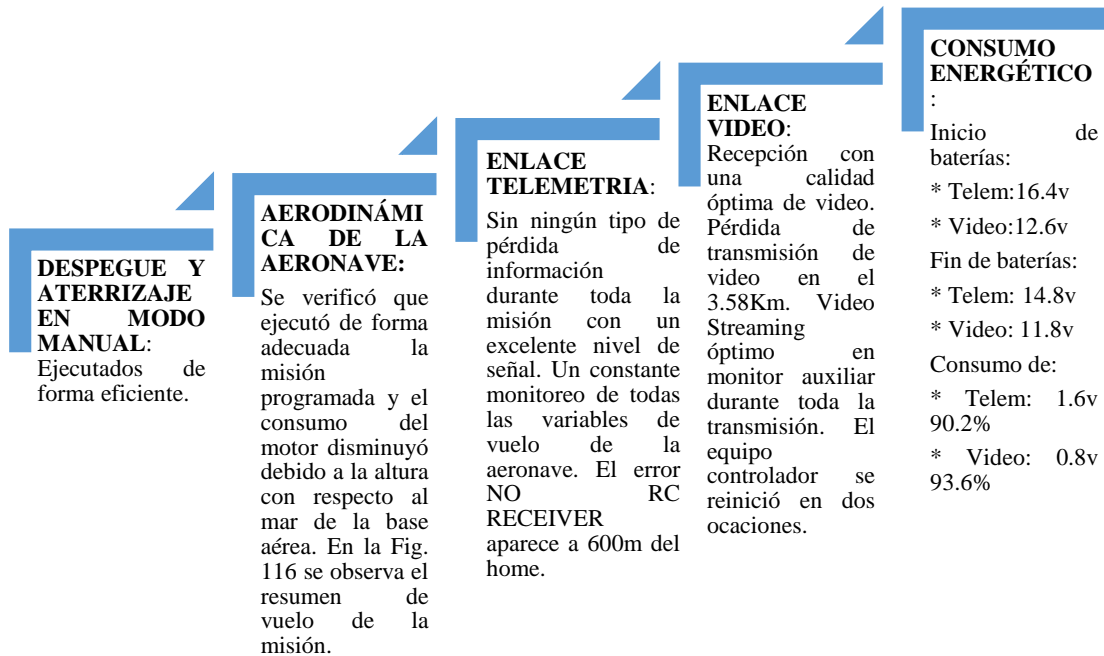 DESPEGUE Y
ATERRIZAJE
EN MODO
MANUAL:
Ejecutados de
forma eficiente.
AERODINÁMI
CA DE LA
AERONAVE:
Se verificó que
ejecutó de forma
adecuada la
misión
programada y el
consumo del
motor disminuyó
debido a la altura
con respecto al
mar de la base
aérea. En la Fig.
116 se observa el
resumen de
vuelo de la
misión.
ENLACE
TELEMETRIA:
Sin ningún tipo de
pérdida de
información
durante toda la
misión con un
excelente nivel de
señal. Un constante
monitoreo de todas
las variables de
vuelo de la
aeronave. El error
NO RC
RECEIVER
aparece a 600m del
home.
ENLACE
VIDEO:
Recepción con
una calidad
óptima de video.
Pérdida de
transmisión de
video en el
3.58Km. Video
Streaming
óptimo en
monitor auxiliar
durante toda la
transmisión. El
equipo
controlador se
reinició en dos
ocaciones.
CONSUMO
ENERGÉTICO
:
Inicio de
baterías:
* Telem:16.4v
* Video:12.6v
Fin de baterías:
* Telem: 14.8v
* Video: 11.8v
Consumo de:
* Telem: 1.6v
90.2%
* Video: 0.8v
93.6%